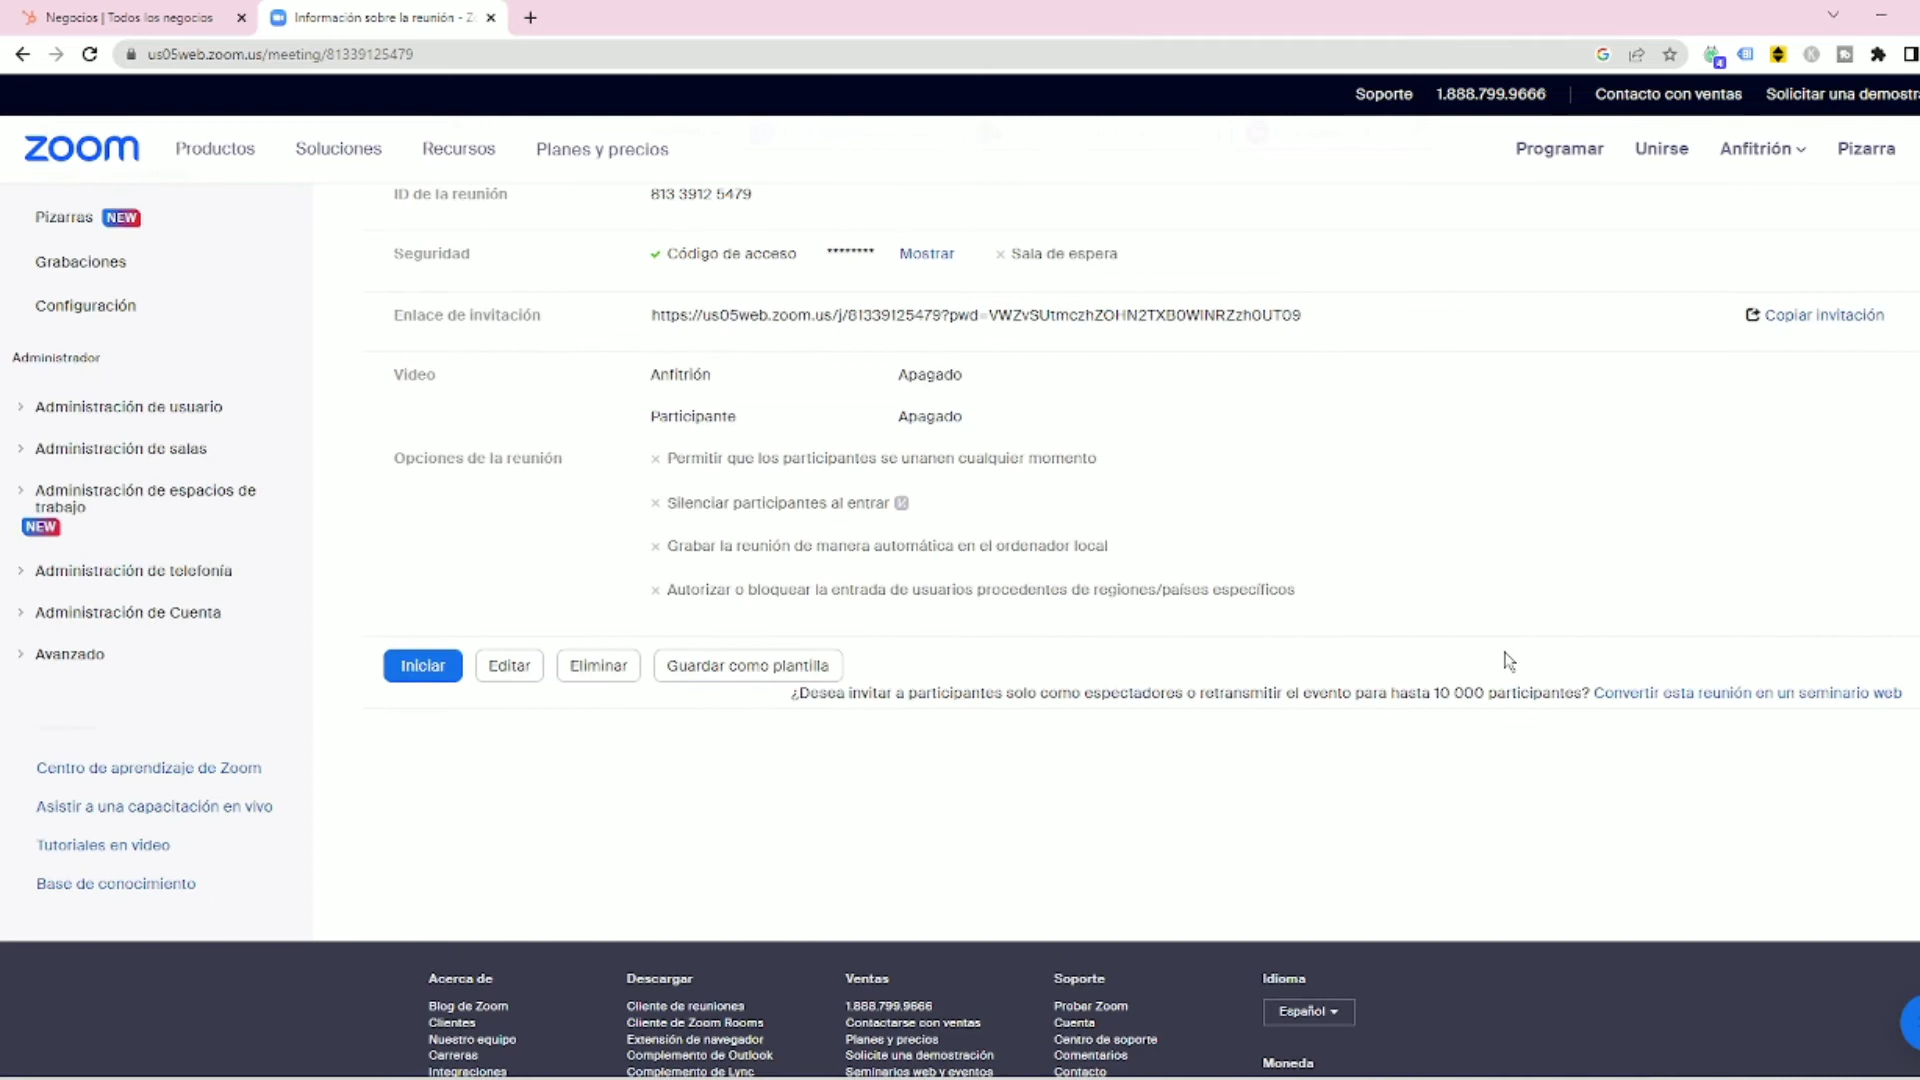 Negocios | Todos los negocios
Información sobre la reunión - Z
us05web.zoom.us/meeting/81339125479
4
Soporte 1.888.799.9666 Contacto con ventas Solicitar una demostr
zoom Productos Soluciones Recursos Planes y precios Programar Unirse Anfitrión Pizarra
Pizarras NEW
Grabaciones
Configuración
Administrador
Administración de usuario
Administración de salas
Administración de espacios de
trabajo
NEW
Administración de telefonía
Administración de Cuenta
Avanzado
Centro de aprendizaje de Zoom
Asistir a una capacitación en vivo
Tutoriales en video
Base de conocimiento
ID de la reunión 813 3912 5479
Seguridad Código de acceso ******** Mostrar Sala de espera
Enlace de invitación https://us05web.zoom.us/j/81339125479?pwd=VWZvSUtmczhZOHN2TXB0WlNRZzh0UT09 Copiar invitación
Video Anfitrión Apagado
Participante Apagado
Opciones de la reunión Permitir que los participantes se unanen cualquier momento
Silenciar participantes al entrar
Grabar la reunión de manera automática en el ordenador local
Autorizar o bloquear la entrada de usuarios procedentes de regiones/países específicos
Iniciar Editar Eliminar Guardar como plantilla
¿Desea invitar a participantes solo como espectadores o retransmitir el evento para hasta 10 000 participantes? Convertir esta reunión en un seminario web
Acerca de
Blog de Zoom
Clientes
Nuestro equipo
Carreras
Integraciones
Descargar
Cliente de reuniones
Cliente de Zoom Rooms
Extensión de navegador
Complemento de Outlook
Complemento de Lync
Ventas
1.888.799.9666
Contactarse con ventas
Planes y precios
Solicite una demostración
Seminarios web y eventos
Soporte
Probar Zoom
Cuenta
Centro de soporte
Comentarios
Contacto
Idioma
Español
Moneda